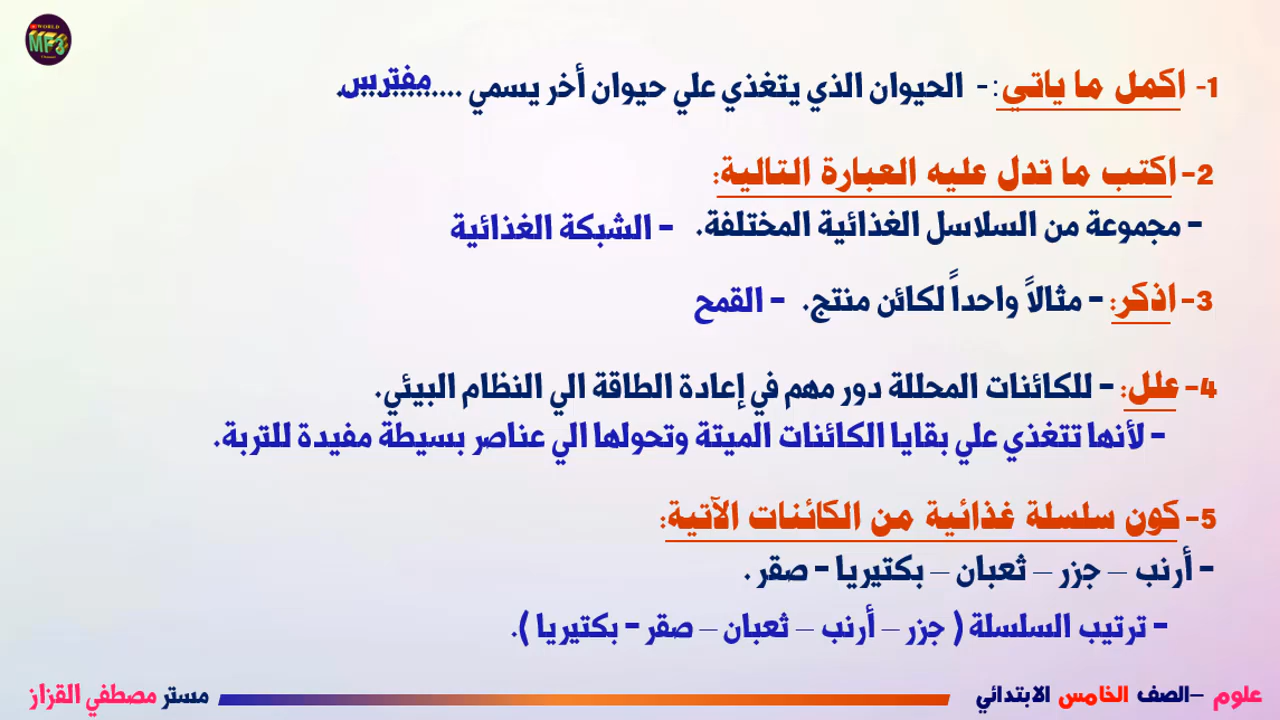 WORLD
MP3
Channel
1- اكمل ما ياتي: - الحيوان الذي يتغذي علي حيوان أخر يسمي ................ مفترس
2- اكتب ما تدل عليه العبارة التالية:
- مجموعة من السلاسل الغذائية المختلفة. - الشبكة الغذائية
3- اذكر: - مثالاً واحداً لكائن منتج. - القمح
4- علل: - للكائنات المحللة دور مهم في إعادة الطاقة الي النظام البيئي.
- لأنها تتغذي علي بقايا الكائنات الميتة وتحولها الي عناصر بسيطة مفيدة للتربة.
5- كون سلسلة غذائية من الكائنات الآتية:
- أرنب – جزر – ثعبان – بكتيريا - صقر .
- ترتيب السلسلة ( جزر – أرنب – ثعبان – صقر - بكتيريا ).
علوم –الصف الخامس الابتدائي
مستر مصطفي القزاز